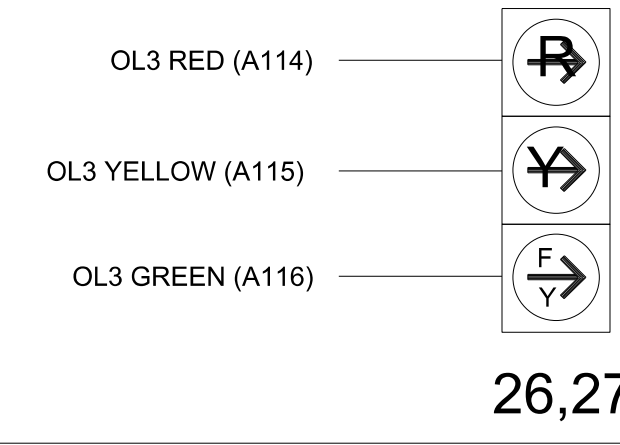 OL3 RED (A114)
R
OL3 YELLOW (A115)
Y
OL3 GREEN (A116)
F
Y
26,27